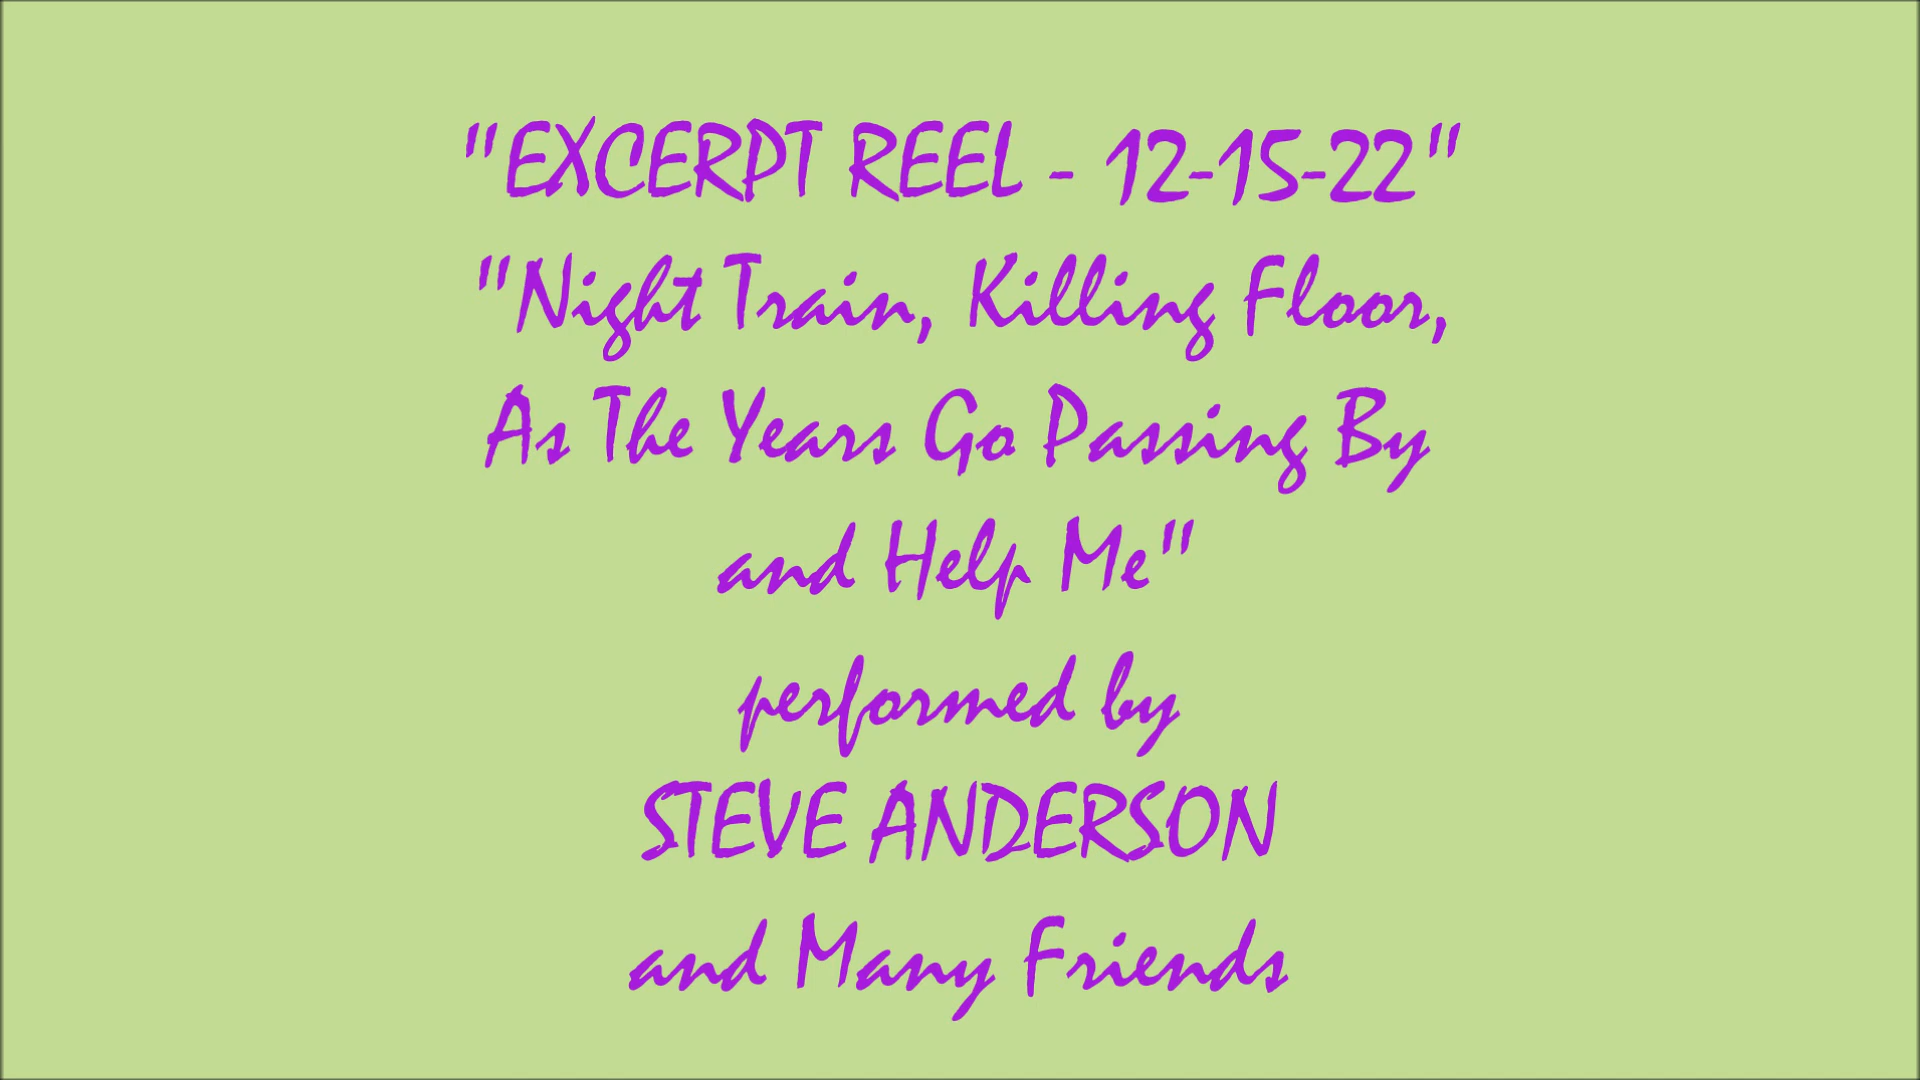 "EXCERPT REEL - 12-15-22"
"Night Train, Killing Floor,
As The Years Go Passing By
and Help Me"
performed by
STEVE ANDERSON
and Many Friends